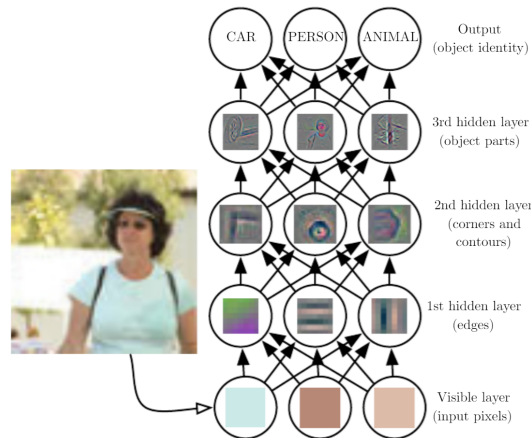 CAR PERSON ANIMAL
Output
(object identity)
3rd hidden layer
(object parts)
2nd hidden layer
(corners and
contours)
1st hidden layer
(edges)
Visible layer
(input pixels)